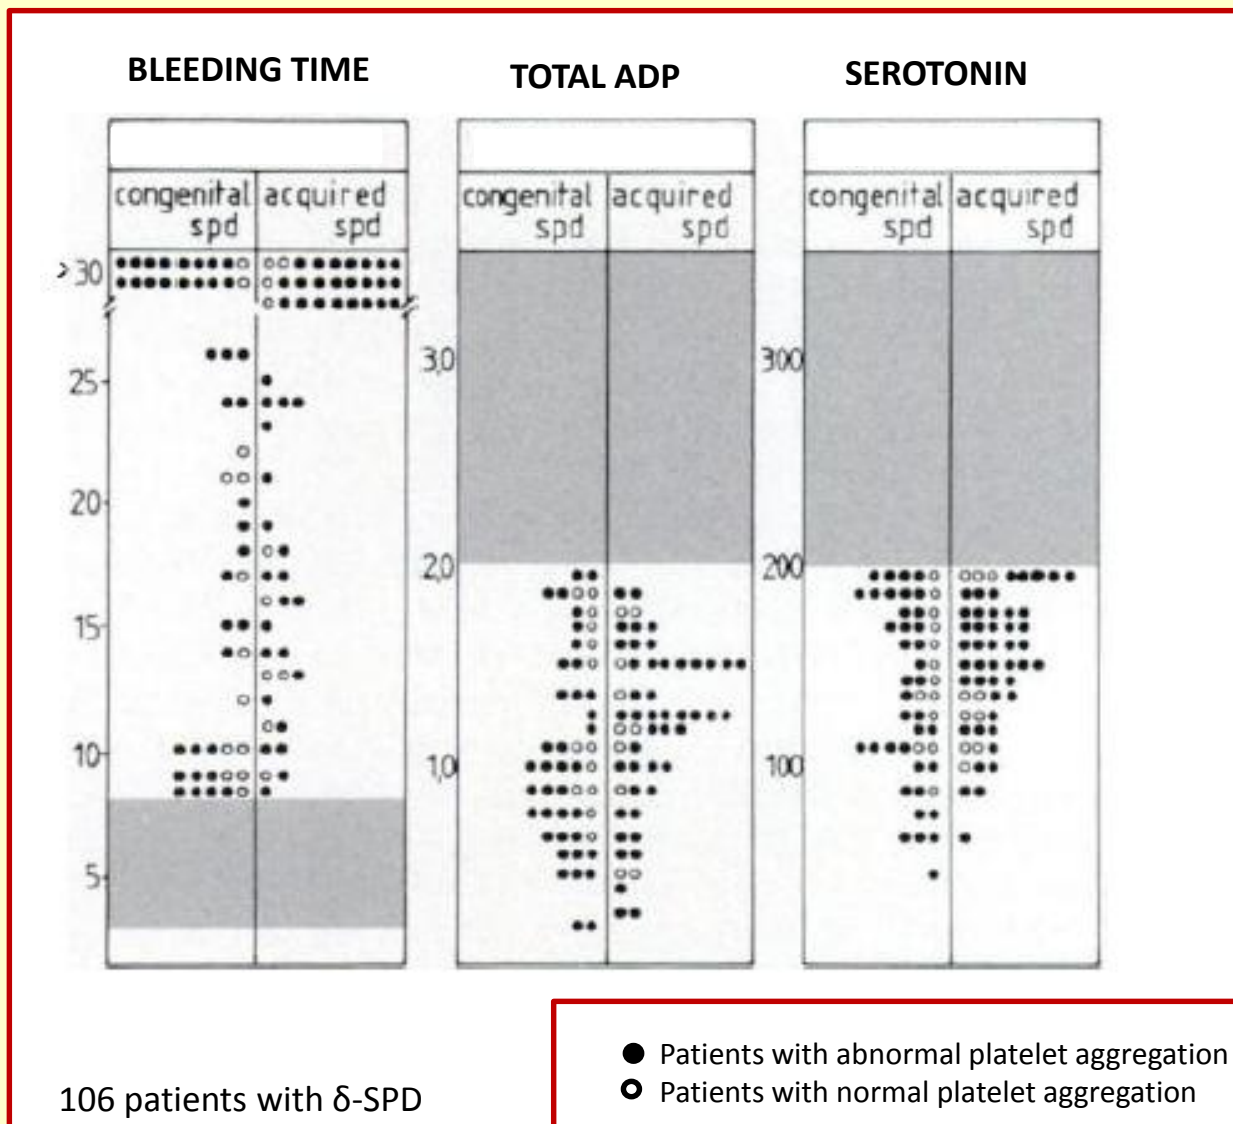 BLEEDING TIME
TOTAL ADP
SEROTONIN
congenital spd
acquired spd
congenital spd
acquired spd
congenital spd
acquired spd
>30
25
20
15
10
5
3,0
2,0
1,0
300
200
100
106 patients with δ-SPD
Patients with abnormal platelet aggregation
Patients with normal platelet aggregation